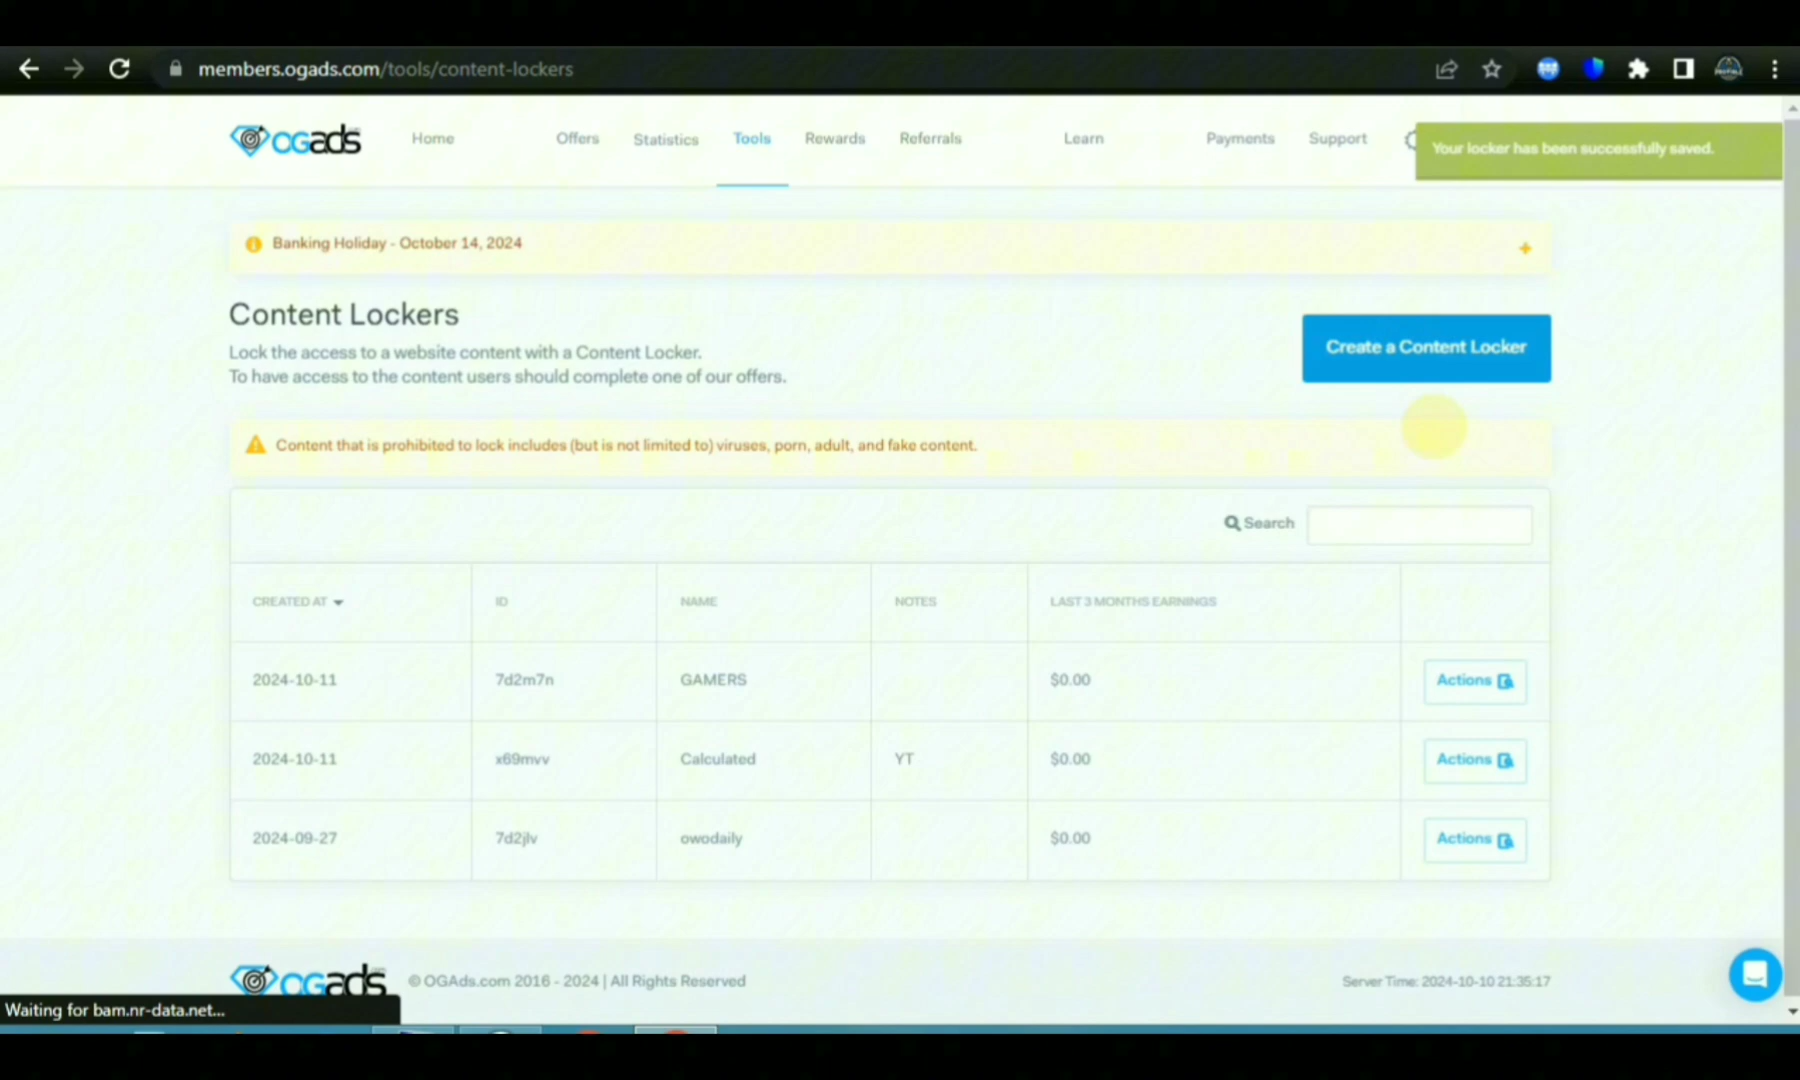 members.ogads.com/tools/content-lockers
OGads Home Offers Statistics Tools Rewards Referrals Learn Payments Support
Your locker has been successfully saved.
Banking Holiday - October 14, 2024
Content Lockers
Lock the access to a website content with a Content Locker.
To have access to the content users should complete one of our offers.
Create a Content Locker
Content that is prohibited to lock includes (but is not limited to) viruses, porn, adult, and fake content.
Search
CREATED AT ID NAME NOTES LAST 3 MONTHS EARNINGS
2024-10-11 7d2m7n GAMERS $0.00 Actions
2024-10-11 x69mvv Calculated YT $0.00 Actions
2024-09-27 7d2jlv owodaily $0.00 Actions
OGads © OGAds.com 2016 - 2024 | All Rights Reserved Server Time: 2024-10-10 21:35:17
Waiting for bam.nr-data.net...